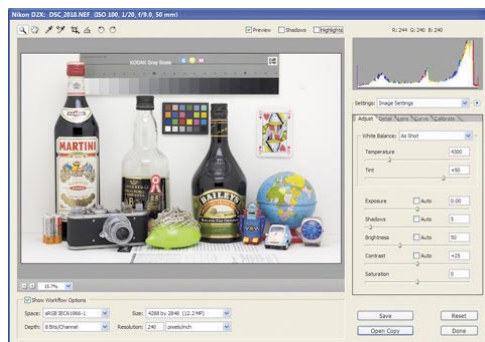 Nikon D2X: DSC_2018.NEF (ISO 100, 1/20, f/9.0, 50 mm)
Preview Shadows Highlights R: 244 G: 240 B: 240
KODAK Gray Scale
MARTINI
BAILEYS
Settings: Image Settings
Adjust Detail Lens Curve Calibrate
White Balance: As Shot
Temperature 4300
Tint +50
Exposure Auto 0.00
Shadows Auto 5
Brightness Auto 50
Contrast Auto +25
Saturation 0
Show Workflow Options
Space: sRGB IEC61966-1
Size: 4288 by 2848 (12.2 MP)
Depth: 8 Bits/Channel
Resolution: 240 pixels/inch
Save Reset
Open Copy Done